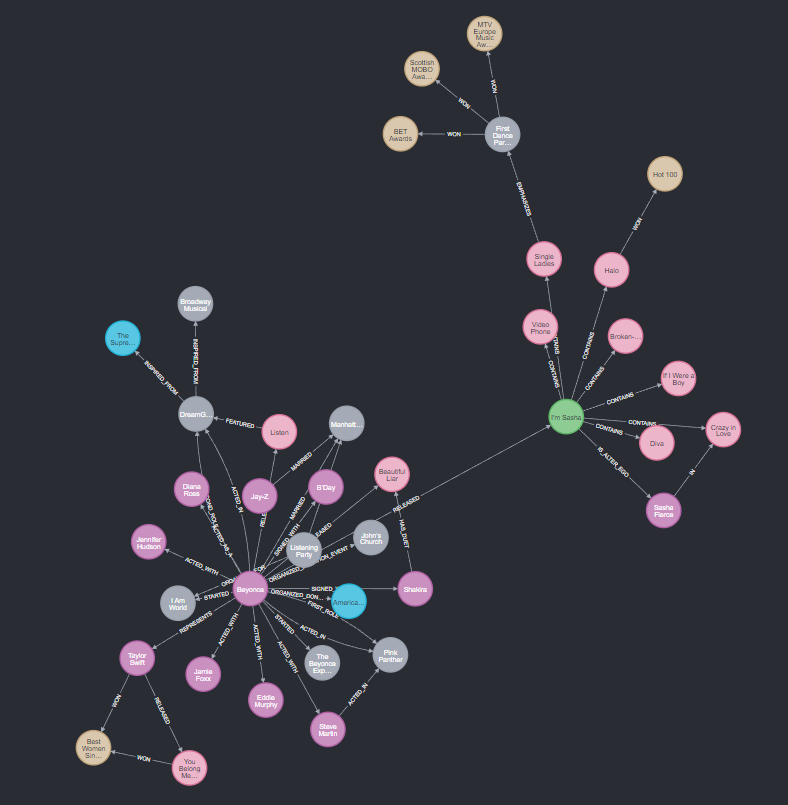 MTV
Europe
Music
Aw...
Scottish
MOBO
Awa...
WON
WON
BET
Awards
WON
First
Dance
Par...
EMPHASIZES
Hot 100
WON
Single
Ladies
Halo
Video
Phone
Broken-...
CONTAINS
CONTAINS
CONTAINS
If I Were a
Boy
CONTAINS
I'm Sasha
CONTAINS
CONTAINS
Crazy in
Love
Diva
IS_ALTER_EGO
IN
Sasha
Fierce
Broadway
Musical
The
Supre...
INSPIRED_FROM
INSPIRED_FROM
DreamG...
FEATURED
Listen
Manhatt...
MARRIED
Beautiful
Liar
Diana
Ross
Jay-Z
B'Day
ACTED_IN
MARRIED
RELEASED
HAS_DUET
Jennifer
Hudson
Listening
Party
John's
Church
ACTED_WITH
Beyonce
SIGNED_
Shakira
I Am
World
STARTED
ORGANIZED_DON...
America...
FIRST_ROLE
REPRESENTS
ACTED_WITH
ACTED_WITH
ACTED_WITH
STARTED
ACTED_IN
The
Beyonce
Exp...
Pink
Panther
Taylor
Swift
Jamie
Foxx
ACTED_IN
Eddie
Murphy
Steve
Martin
WON
RELEASED
Best
Women
Sin...
WON
You
Belong
Me...